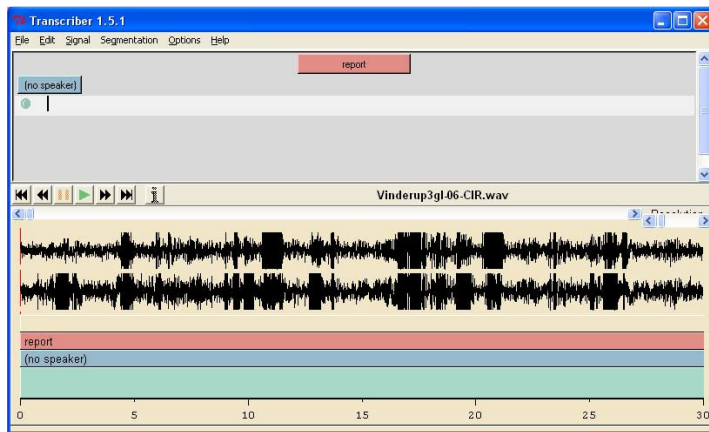 Transcriber 1.5.1
File Edit Signal Segmentation Options Help
report
(no speaker)
Vinderup3gl-06-CIR.wav
Resolution
report
(no speaker)
0 5 10 15 20 25 30